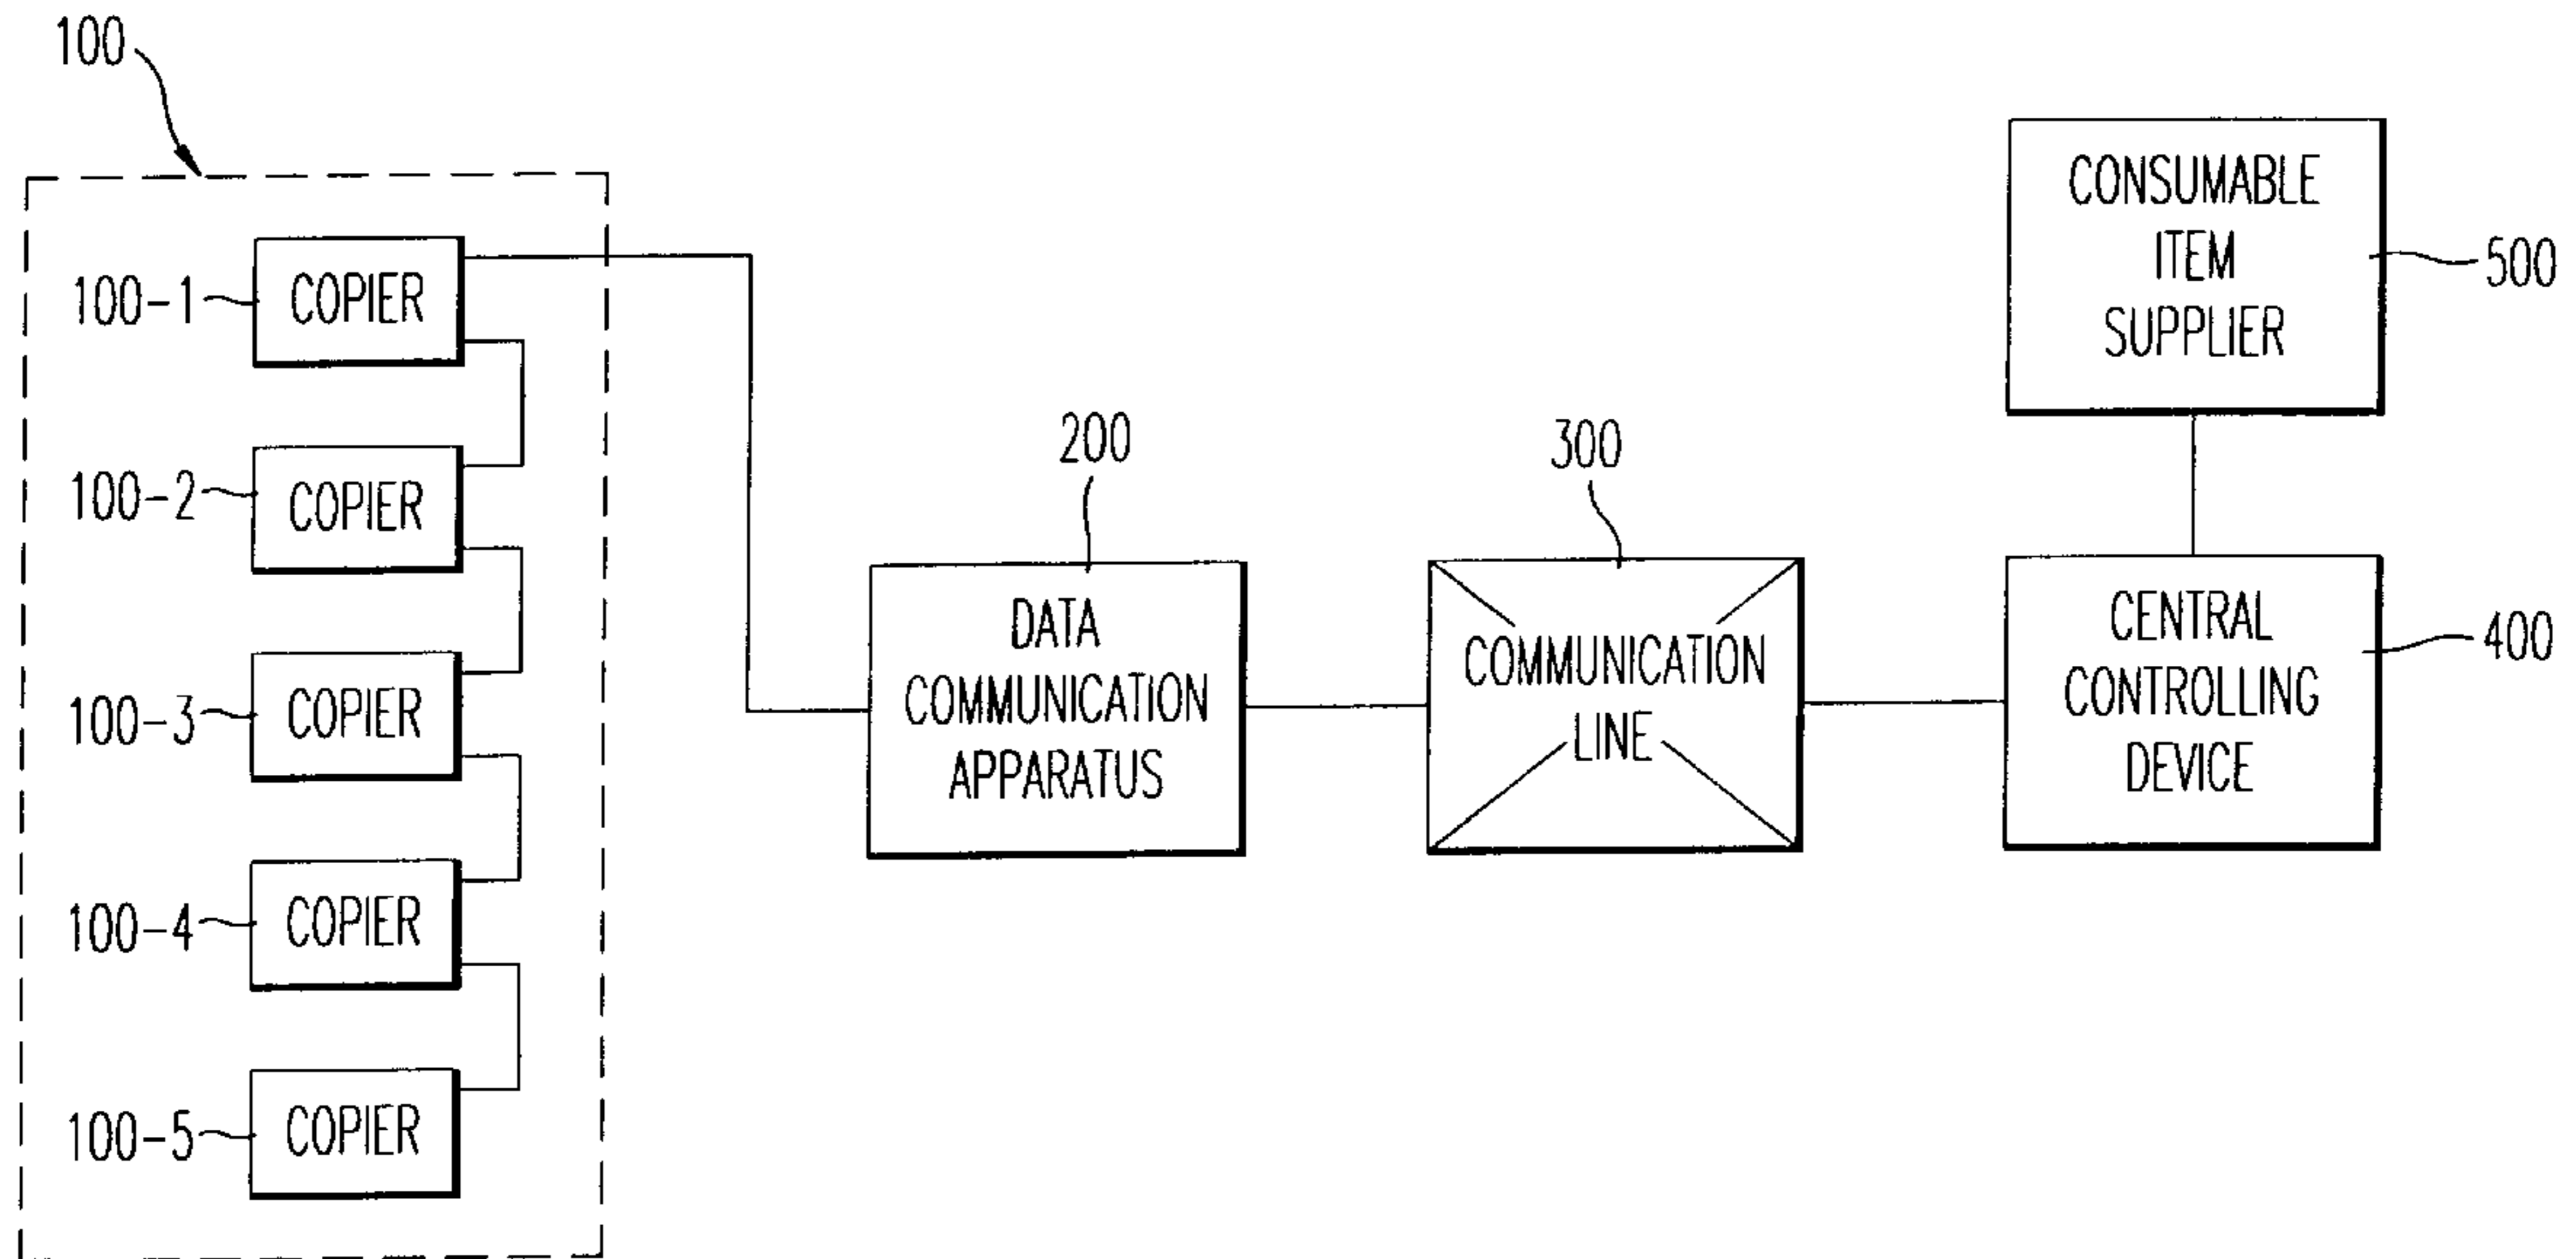 100
100-1
COPIER
100-2
COPIER
100-3
COPIER
100-4
COPIER
100-5
COPIER
200
DATA
COMMUNICATION
APPARATUS
300
COMMUNICATION
LINE
CONSUMABLE
ITEM
SUPPLIER
500
CENTRAL
CONTROLLING
DEVICE
400